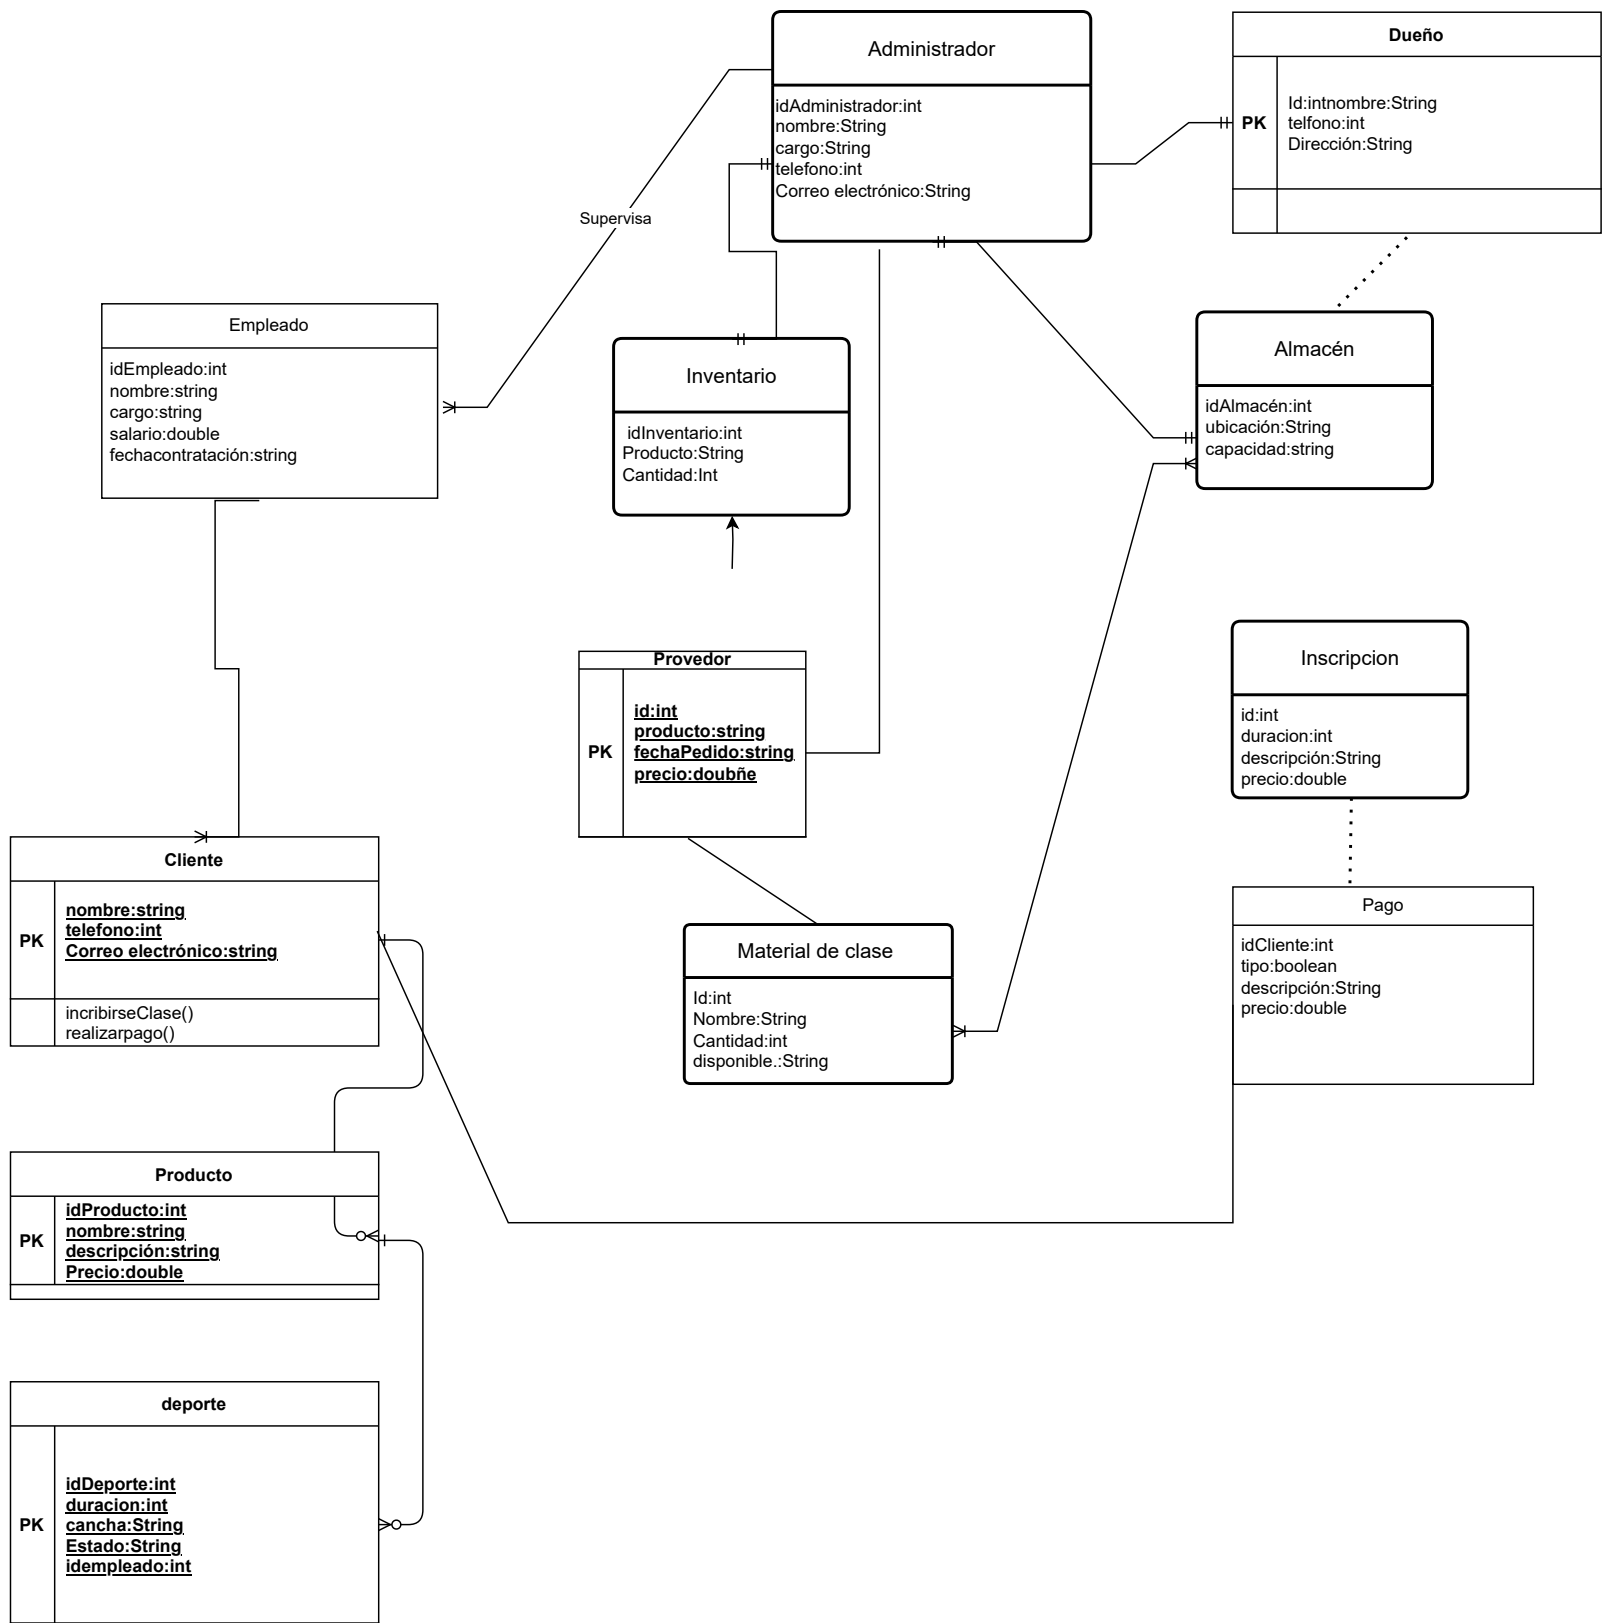 Administrador
idAdministrador:int
nombre:String
cargo:String
telefono:int
Correo electrónico:String
Dueño
PK
Id:intnombre:String
telfono:int
Dirección:String
Supervisa
Empleado
idEmpleado:int
nombre:string
cargo:string
salario:double
fechacontratación:string
Inventario
idInventario:int
Producto:String
Cantidad:Int
Almacén
idAlmacén:int
ubicación:String
capacidad:string
Provedor
PK
id:int
producto:string
fechaPedido:string
precio:doubñe
Inscripcion
id:int
duracion:int
descripción:String
precio:double
Cliente
PK
nombre:string
telefono:int
Correo electrónico:string
incribirseClase()
realizarpago()
Material de clase
Id:int
Nombre:String
Cantidad:int
disponible.:String
Pago
idCliente:int
tipo:boolean
descripción:String
precio:double
Producto
PK
idProducto:int
nombre:string
descripción:string
Precio:double
deporte
PK
idDeporte:int
duracion:int
cancha:String
Estado:String
idempleado:int